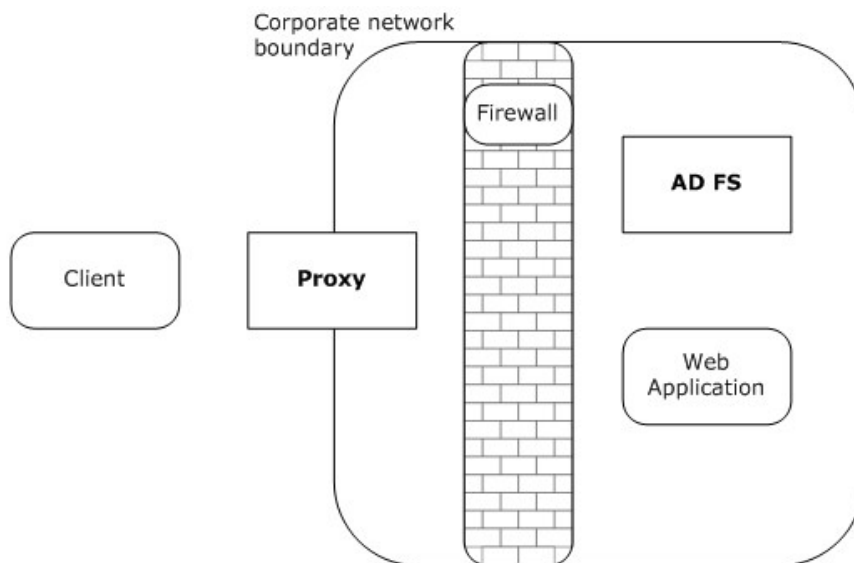 Corporate network
boundary
Firewall
AD FS
Client
Proxy
Web
Application